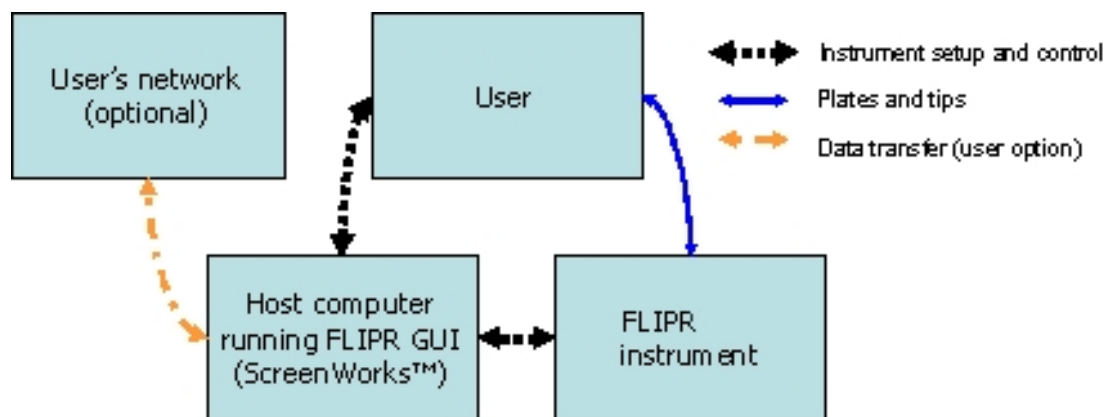 User's network
(optional)
User
Instrument setup and control
Plates and tips
Data transfer (user option)
Host computer
running FLIPR GUI
(ScreenWorks™)
FLIPR
instrument